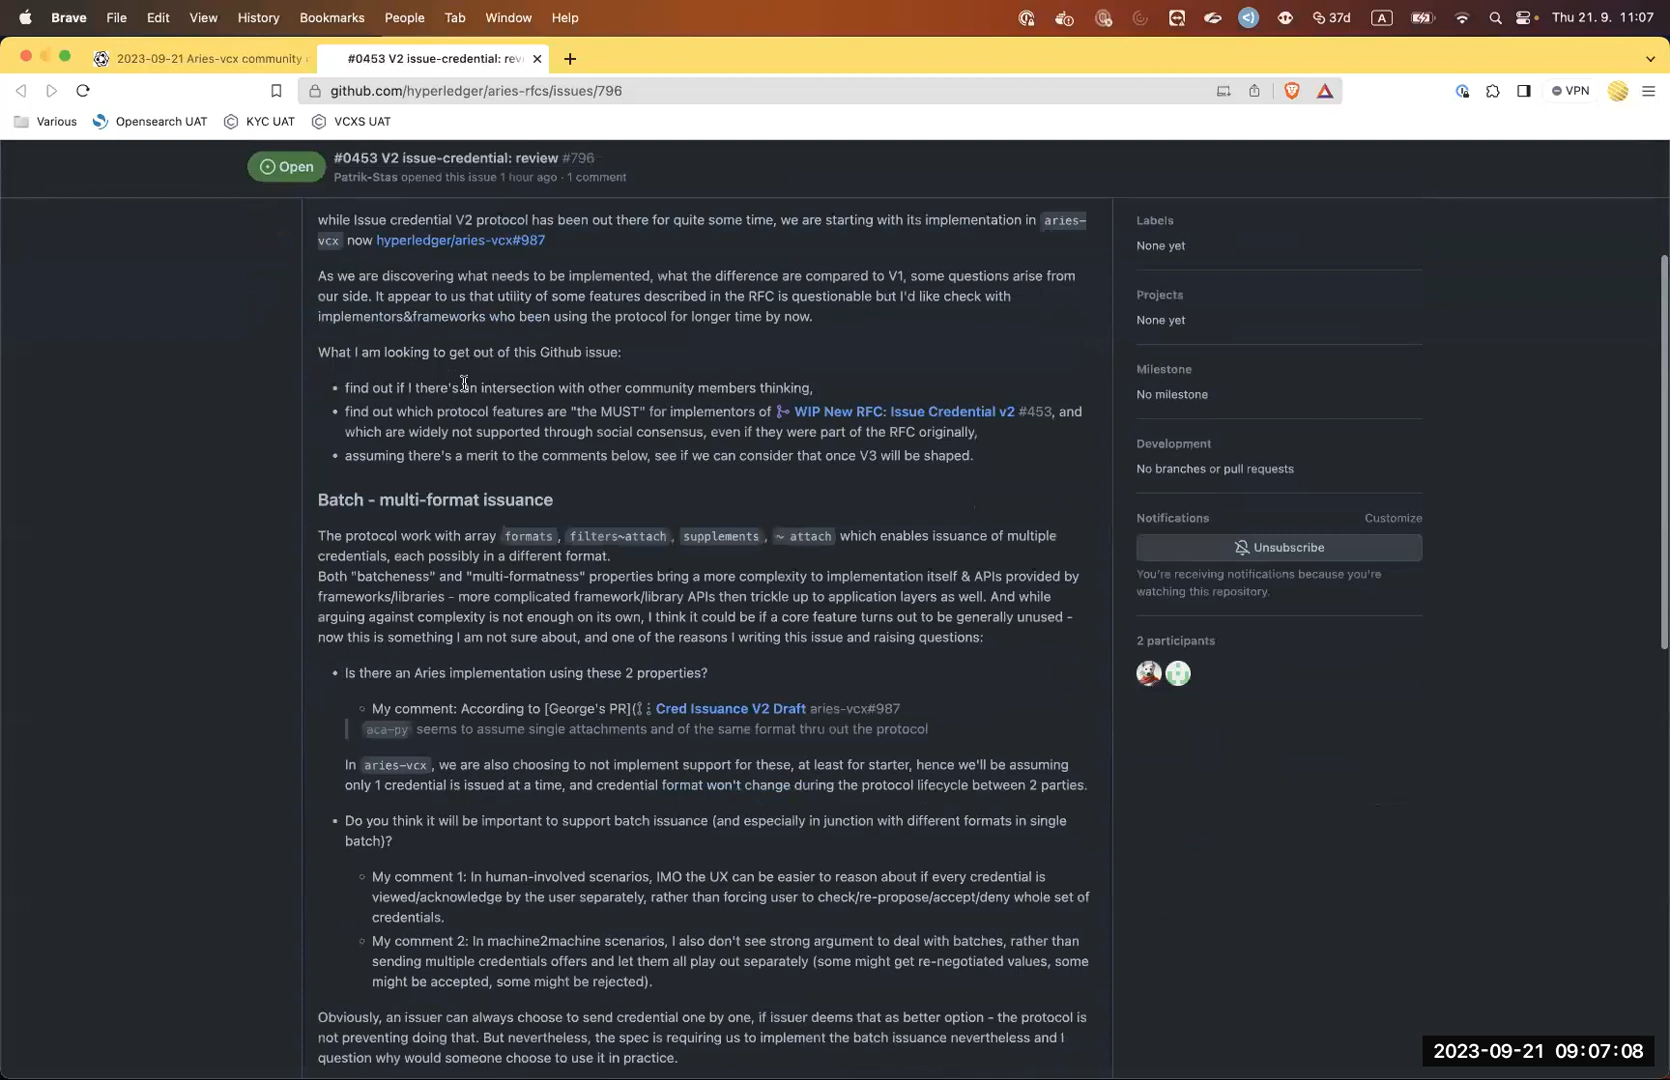 Brave File Edit View History Bookmarks People Tab Window Help 37d A Thu 21. 9. 11:07
2023-09-21 Aries-vcx community #0453 V2 issue-credential: rev
github.com/hyperledger/aries-rfcs/issues/796 VPN
Various Opensearch UAT KYC UAT VCXS UAT
Open #0453 V2 issue-credential: review #796
Patrik-Stas opened this issue 1 hour ago · 1 comment
while Issue credential V2 protocol has been out there for quite some time, we are starting with its implementation in aries-
vcx now hyperledger/aries-vcx#987
As we are discovering what needs to be implemented, what the difference are compared to V1, some questions arise from
our side. It appear to us that utility of some features described in the RFC is questionable but I'd like check with
implementors&frameworks who been using the protocol for longer time by now.
What I am looking to get out of this Github issue:
• find out if I there's an intersection with other community members thinking,
• find out which protocol features are "the MUST" for implementors of WIP New RFC: Issue Credential v2 #453, and
which are widely not supported through social consensus, even if they were part of the RFC originally,
• assuming there's a merit to the comments below, see if we can consider that once V3 will be shaped.
Batch - multi-format issuance
The protocol work with array formats, filters~attach, supplements, ~ attach which enables issuance of multiple
credentials, each possibly in a different format.
Both "batcheness" and "multi-formatness" properties bring a more complexity to implementation itself & APIs provided by
frameworks/libraries - more complicated framework/library APIs then trickle up to application layers as well. And while
arguing against complexity is not enough on its own, I think it could be if a core feature turns out to be generally unused -
now this is something I am not sure about, and one of the reasons I writing this issue and raising questions:
• Is there an Aries implementation using these 2 properties?
◦ My comment: According to [George's PR]( Cred Issuance V2 Draft aries-vcx#987
aca-py seems to assume single attachments and of the same format thru out the protocol
In aries-vcx, we are also choosing to not implement support for these, at least for starter, hence we'll be assuming
only 1 credential is issued at a time, and credential format won't change during the protocol lifecycle between 2 parties.
• Do you think it will be important to support batch issuance (and especially in junction with different formats in single
batch)?
◦ My comment 1: In human-involved scenarios, IMO the UX can be easier to reason about if every credential is
viewed/acknowledge by the user separately, rather than forcing user to check/re-propose/accept/deny whole set of
credentials.
◦ My comment 2: In machine2machine scenarios, I also don't see strong argument to deal with batches, rather than
sending multiple credentials offers and let them all play out separately (some might get re-negotiated values, some
might be accepted, some might be rejected).
Obviously, an issuer can always choose to send credential one by one, if issuer deems that as better option - the protocol is
not preventing doing that. But nevertheless, the spec is requiring us to implement the batch issuance nevertheless and I
question why would someone choose to use it in practice.
Labels
None yet
Projects
None yet
Milestone
No milestone
Development
No branches or pull requests
Notifications Customize
Unsubscribe
You're receiving notifications because you're
watching this repository.
2 participants
2023-09-21 09:07:08